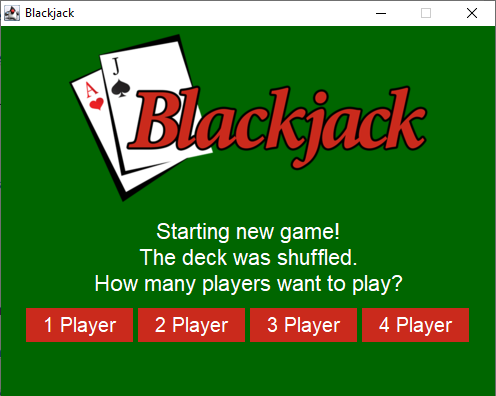 Blackjack
J
A
Blackjack
Starting new game!
The deck was shuffled.
How many players want to play?
1 Player 2 Player 3 Player 4 Player